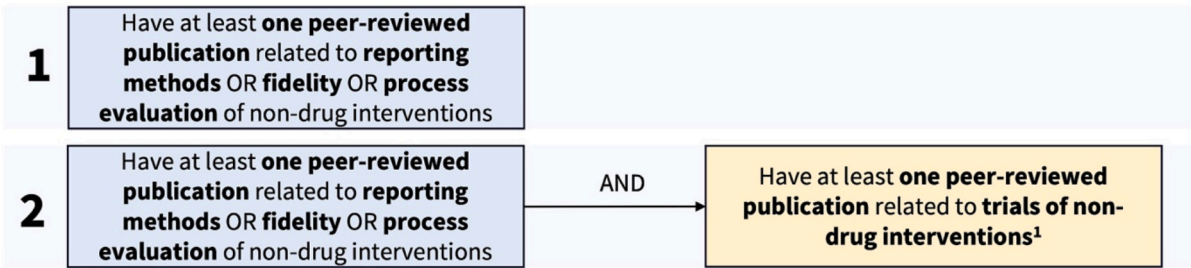 1
Have at least one peer-reviewed
publication related to reporting
methods OR fidelity OR process
evaluation of non-drug interventions
2
Have at least one peer-reviewed
publication related to reporting
methods OR fidelity OR process
evaluation of non-drug interventions
AND
Have at least one peer-reviewed
publication related to trials of non-
drug interventions¹